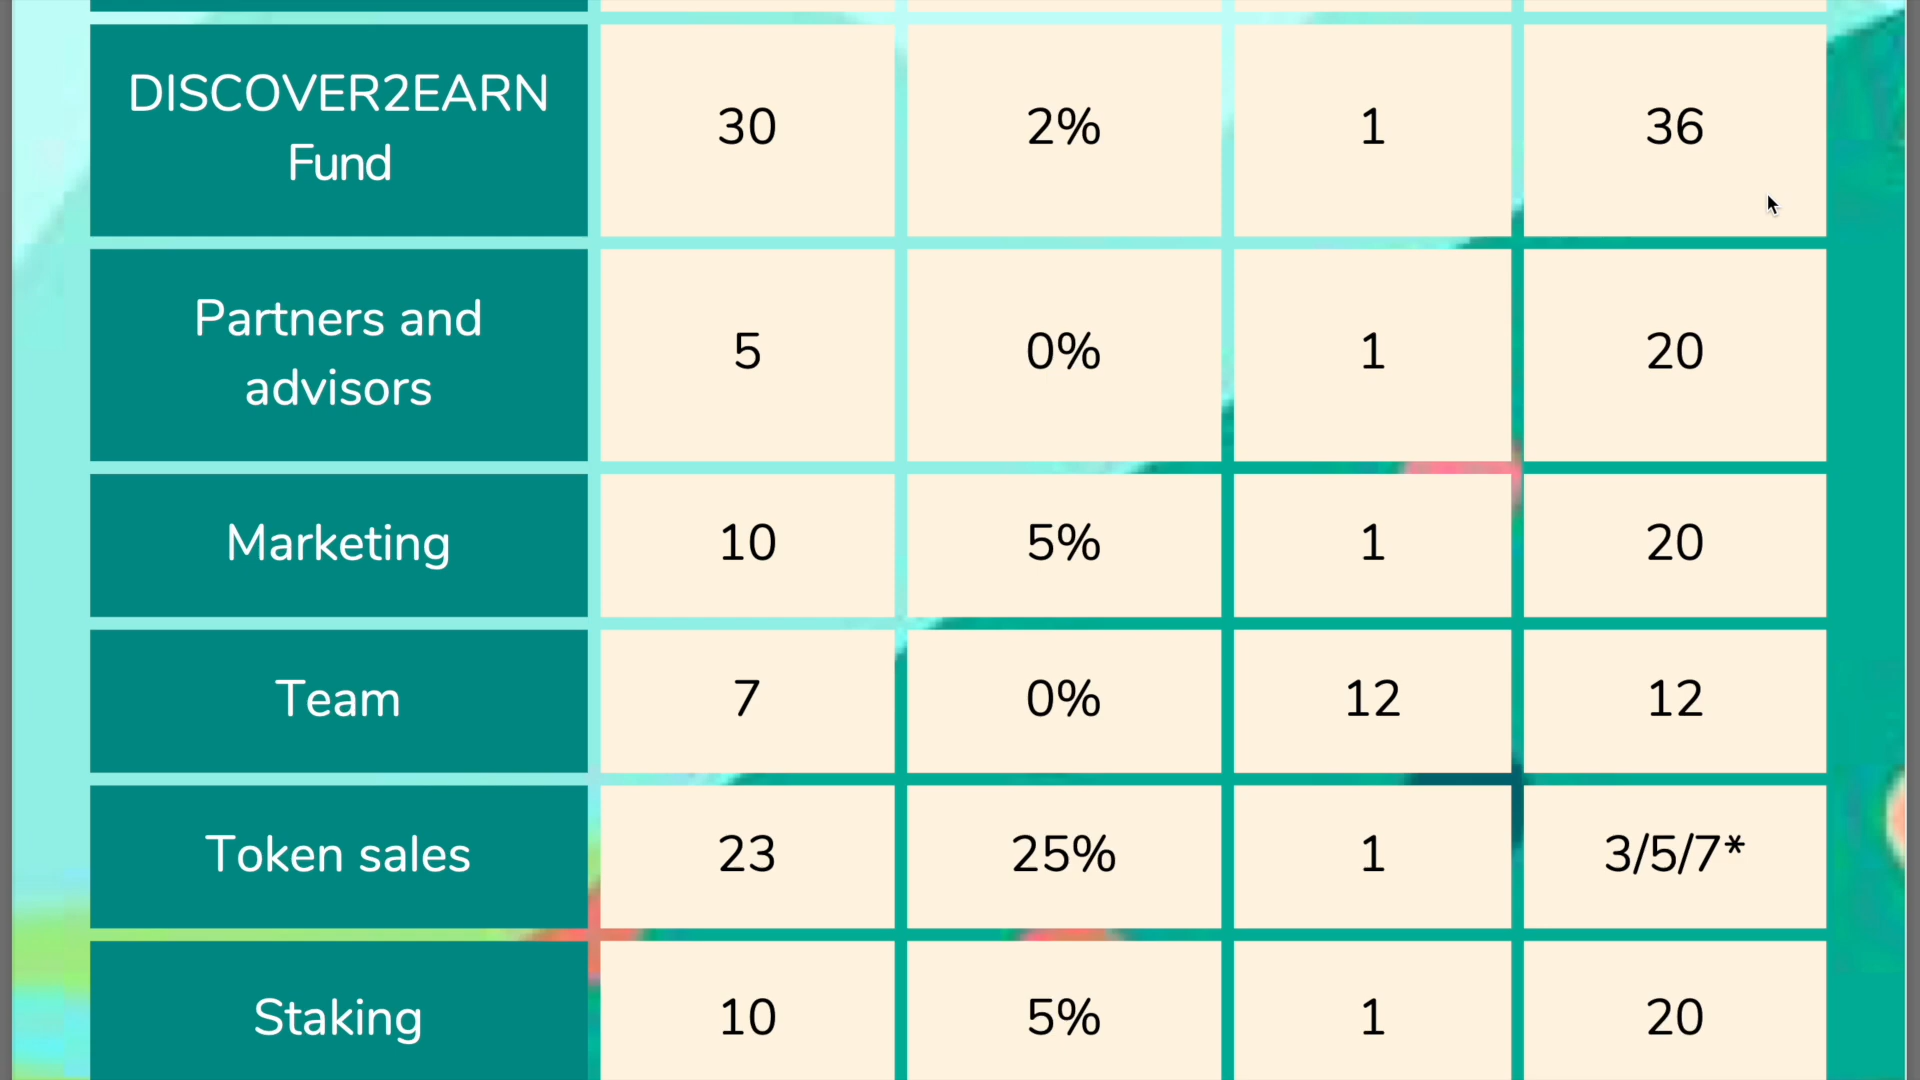 DISCOVER2EARN
Fund
30 2% 1 36
Partners and
advisors
5 0% 1 20
Marketing 10 5% 1 20
Team 7 0% 12 12
Token sales 23 25% 1 3/5/7*
Staking 10 5% 1 20